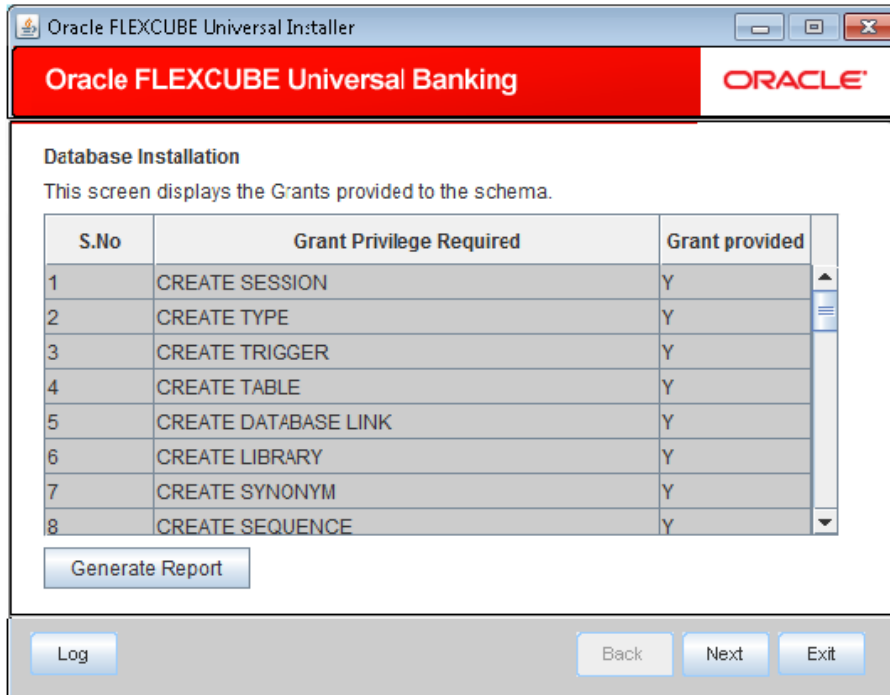 Oracle FLEXCUBE Universal Installer
Oracle FLEXCUBE Universal Banking
ORACLE
Database Installation
This screen displays the Grants provided to the schema.
S.No Grant Privilege Required Grant provided
1 CREATE SESSION Y
2 CREATE TYPE Y
3 CREATE TRIGGER Y
4 CREATE TABLE Y
5 CREATE DATABASE LINK Y
6 CREATE LIBRARY Y
7 CREATE SYNONYM Y
8 CREATE SEQUENCE Y
Generate Report
Log Back Next Exit